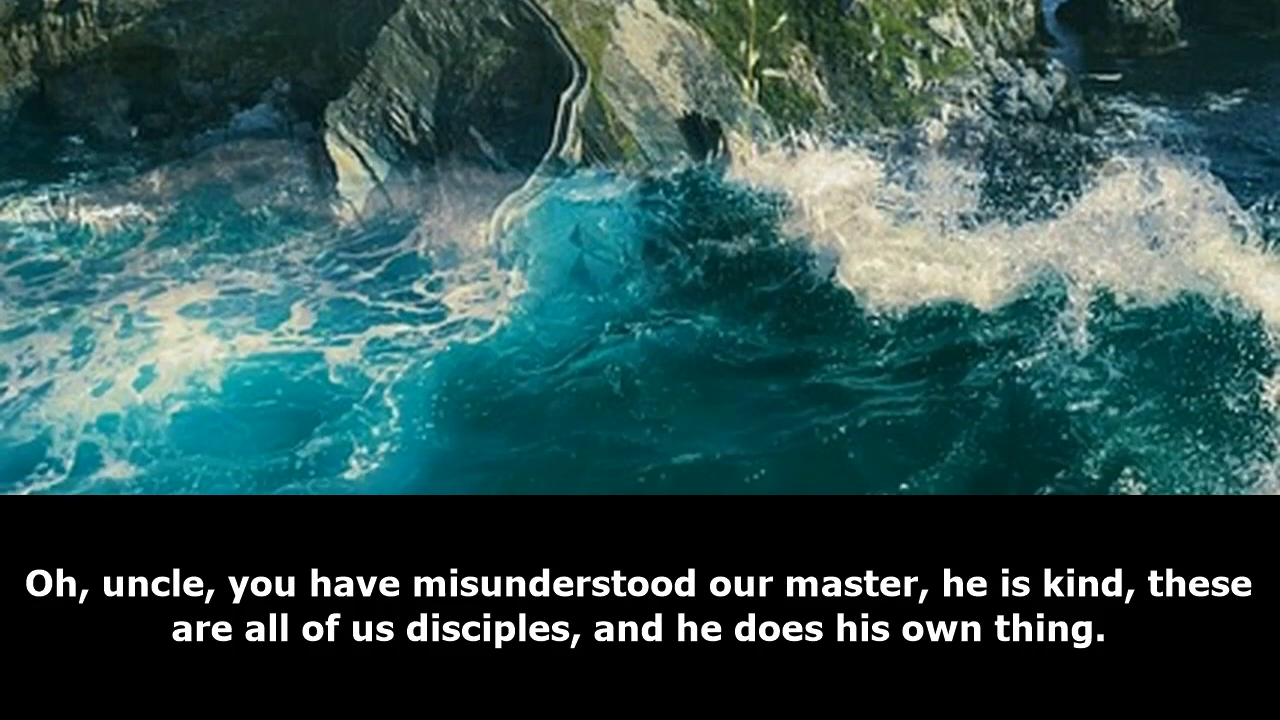 Oh, uncle, you have misunderstood our master, he is kind, these
are all of us disciples, and he does his own thing.